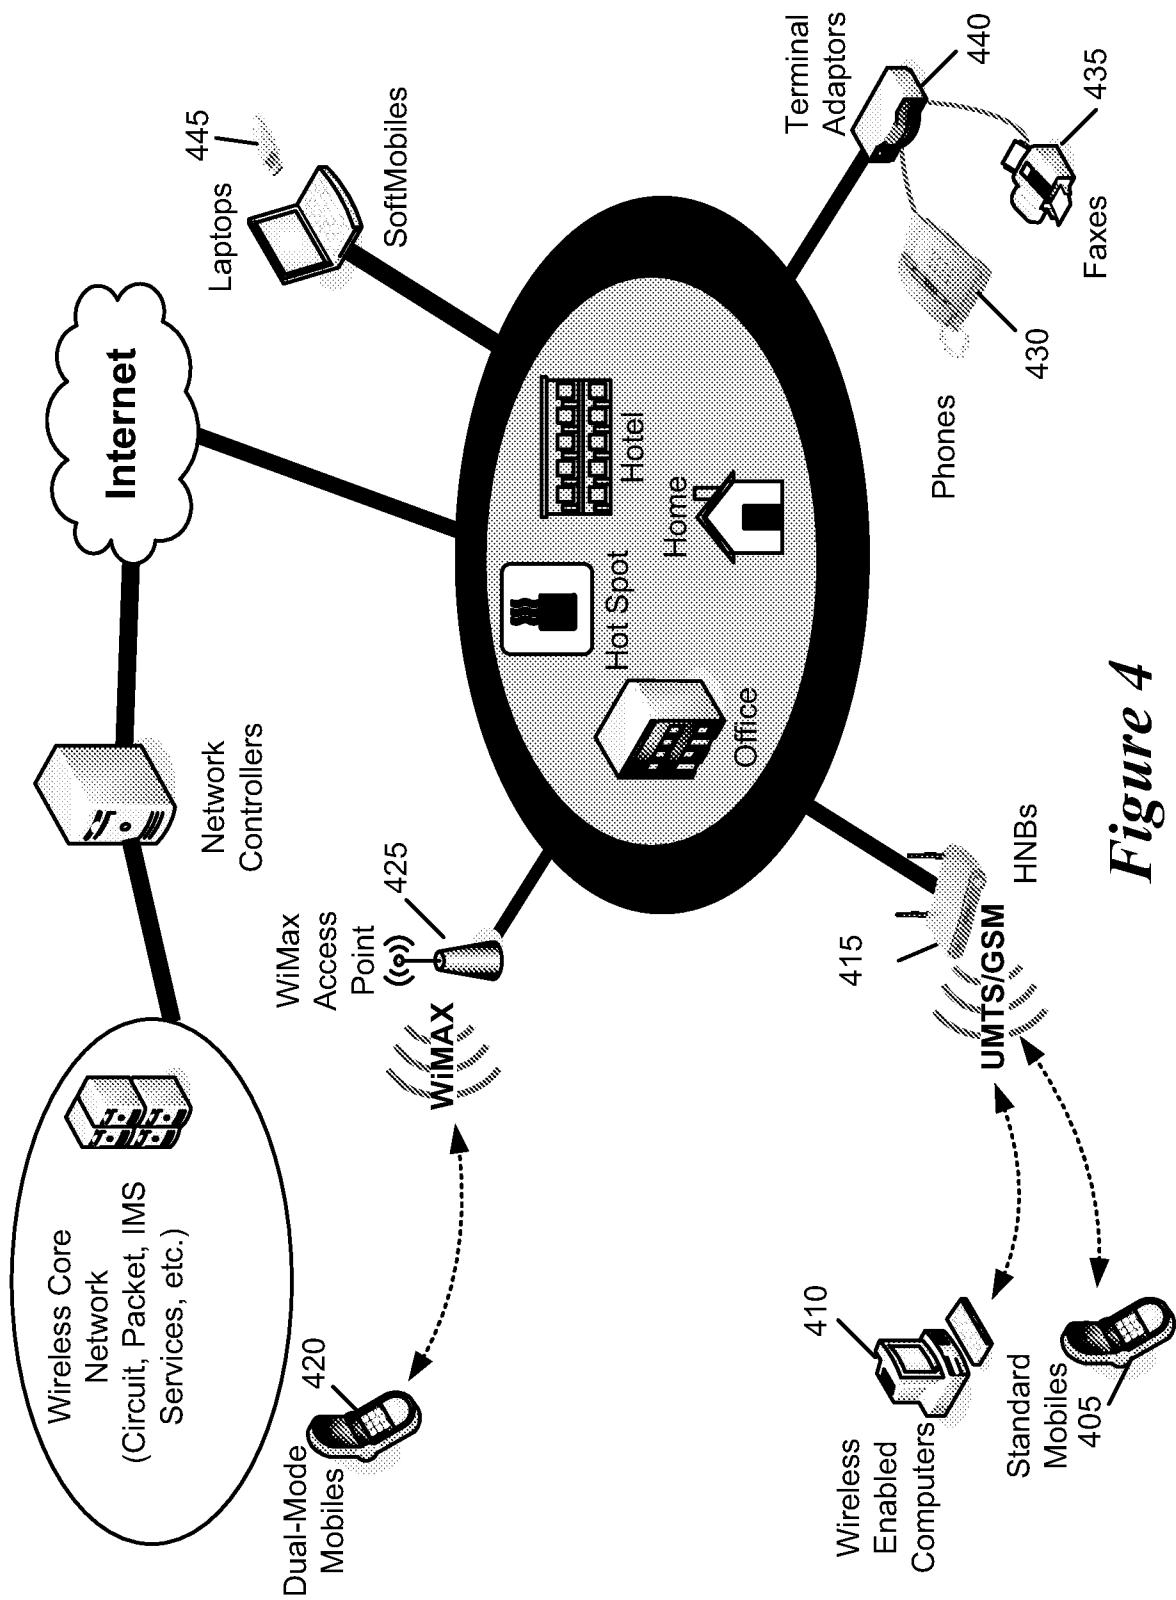 Wireless Core
Network
(Circuit, Packet, IMS
Services, etc.)
Network
Controllers
Internet
Dual-Mode
Mobiles
420
WiMAX
WiMax
Access
Point
425
Laptops
445
SoftMobiles
Office
Hot Spot
Hotel
Home
Terminal
Adaptors
440
Wireless
Enabled
Computers
410
Standard
Mobiles
405
UMTS/GSM
415
HNBs
Phones
430
Faxes
435
Figure 4